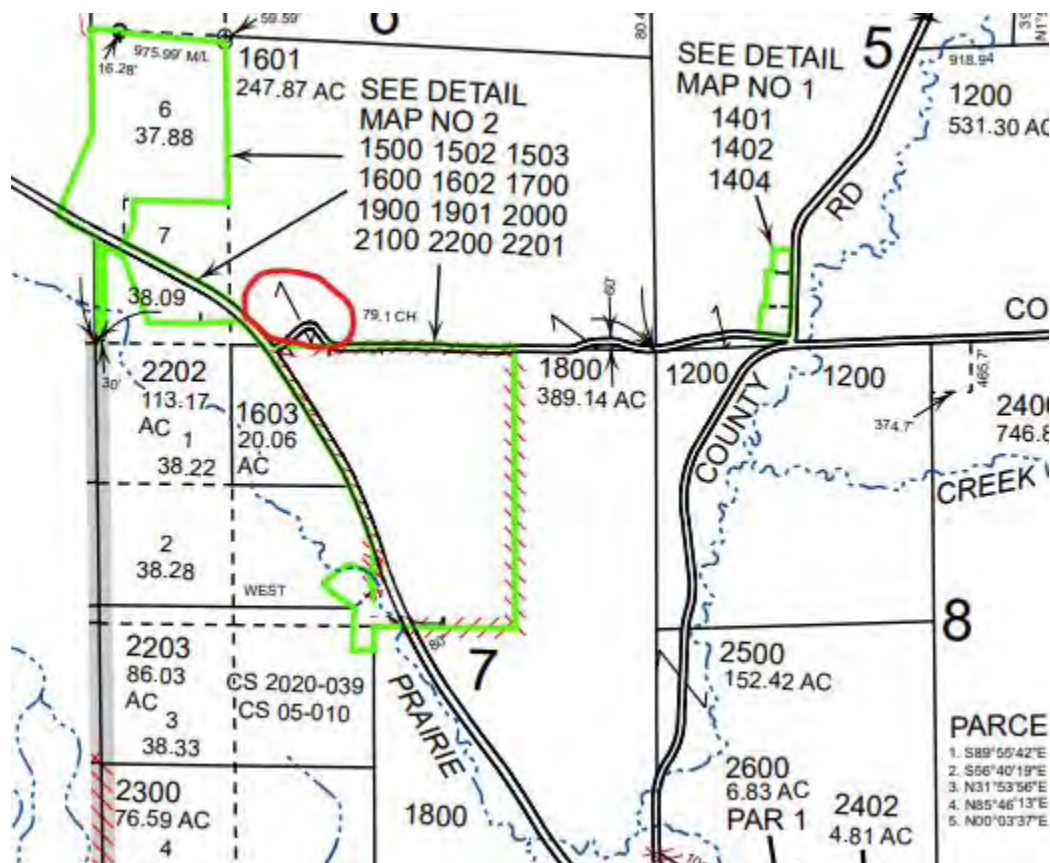 59.59'
6
80.4
5
975.99' M/L
16.28'
1601
247.87 AC
SEE DETAIL
MAP NO 2
1500 1502 1503
1600 1602 1700
1900 1901 2000
2100 2200 2201
SEE DETAIL
MAP NO 1
1401
1402
1404
918.94
1200
531.30 AC
6
37.88
RD
7
38.09
79.1 CH
60'
CO
30'
2202
113.17
AC
1
38.22
1603
20.06
AC
1800
389.14 AC
1200
1200
COUNTY
465.7'
374.7'
2400
746.8
CREEK
2
38.28
WEST
80'
7
8
2203
86.03
AC
3
38.33
CS 2020-039
CS 05-010
PRAIRIE
2500
152.42 AC
PARCE
1. S89°55'42"E
2. S56°40'19"E
3. N31°53'56"E
4. N85°46'13"E
5. N00°03'37"E
2300
76.59 AC
4
1800
2600
6.83 AC
PAR 1
2402
4.81 AC